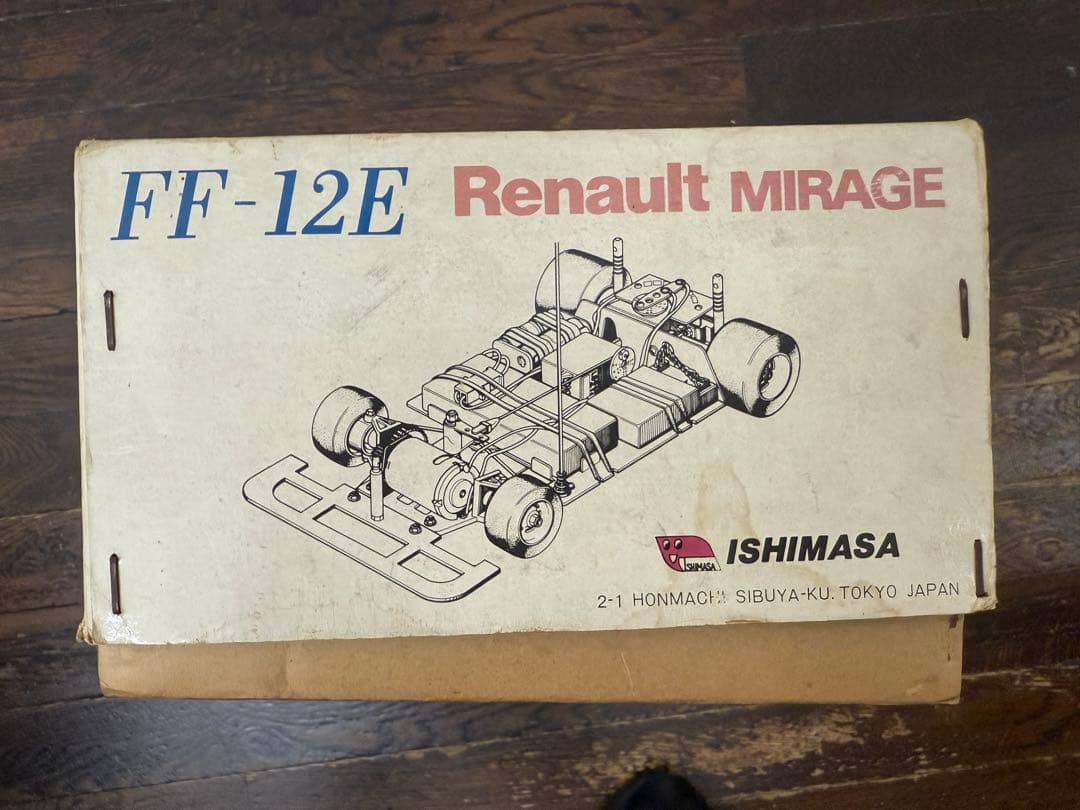 FF-12E Renault MIRAGE
ISHIMASA ISHIMASA
2-1 HONMACHI SIBUYA-KU. TOKYO JAPAN